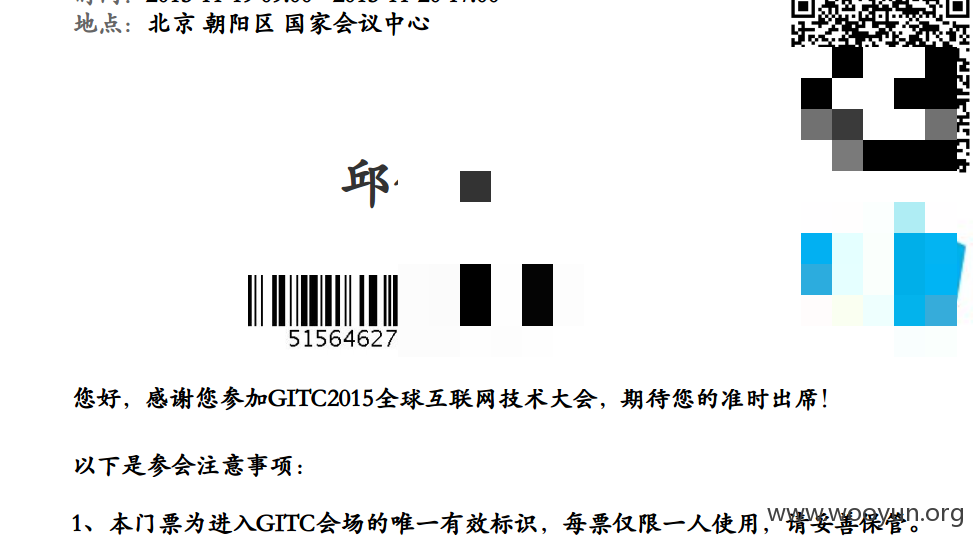 地点：北京 朝阳区 国家会议中心
邱
51564627
您好，感谢您参加GITC2015全球互联网技术大会，期待您的准时出席！
以下是参会注意事项：
1、本门票为进入GITC会场的唯一有效标识，每票仅限一人使用，请妥善保管。
www.wooyun.org